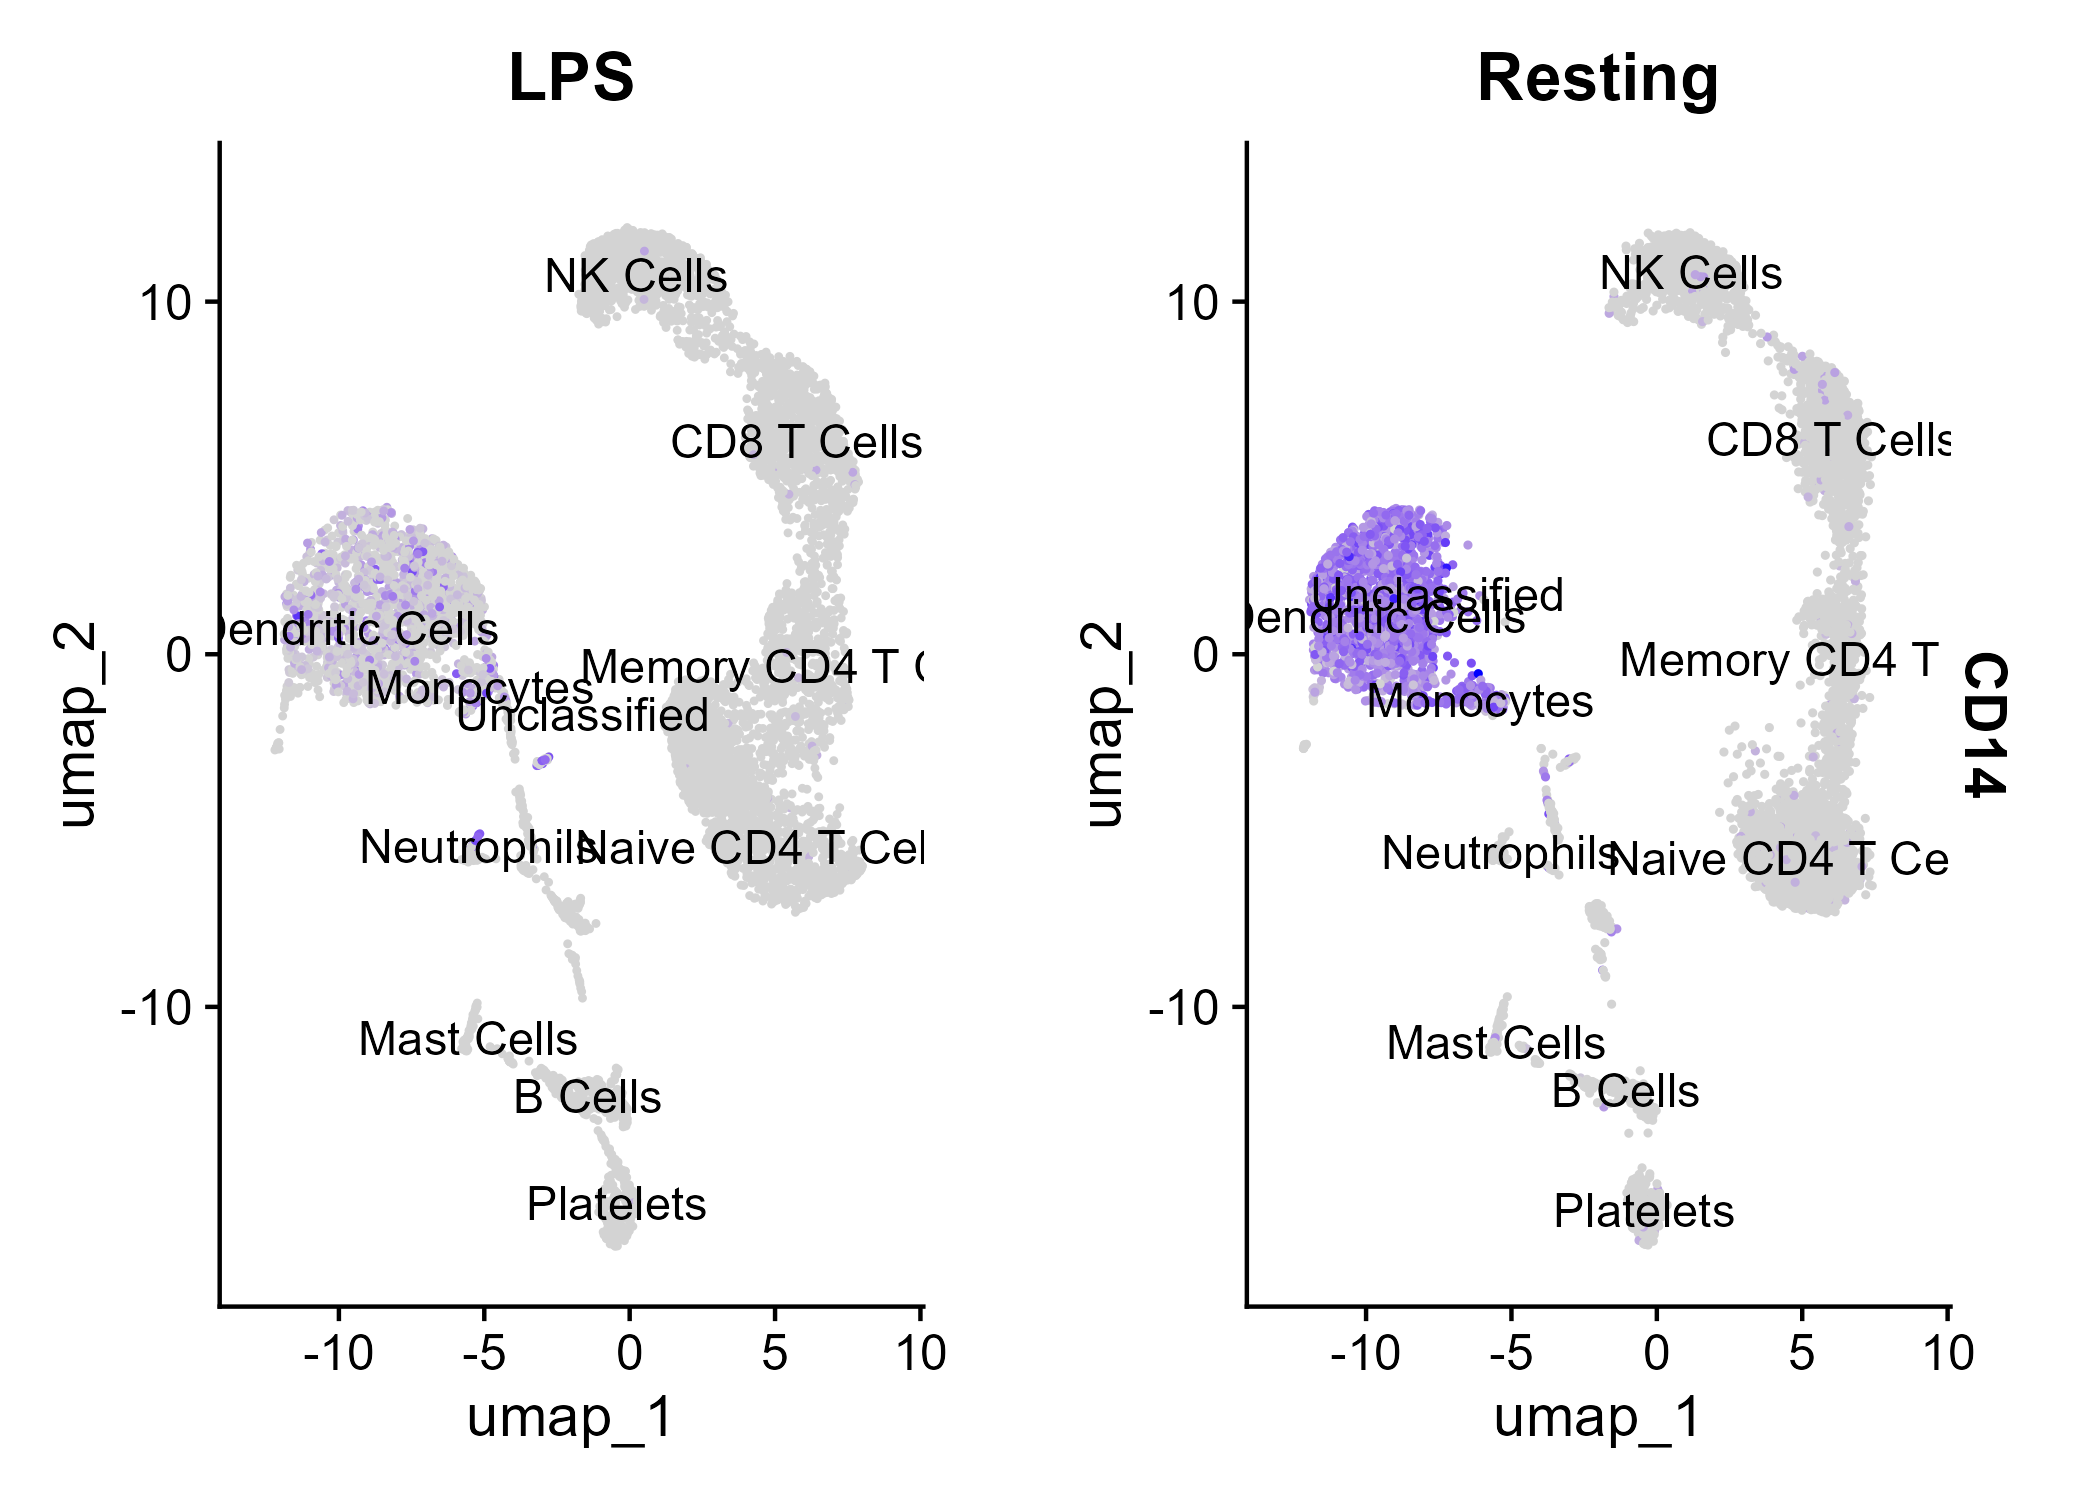 LPS
Resting
NK Cells
CD8 T Cells
Dendritic Cells
Monocytes
Unclassified
Memory CD4 T C
Neutrophils
Naive CD4 T Cel
Mast Cells
B Cells
Platelets
10
0
-10
umap_2
-10
-5
0
5
10
umap_1
NK Cells
CD8 T Cells
Unclassified
Dendritic Cells
Monocytes
Memory CD4 T
Neutrophils
Naive CD4 T Ce
Mast Cells
B Cells
Platelets
10
0
-10
umap_2
-10
-5
0
5
10
umap_1
CD14